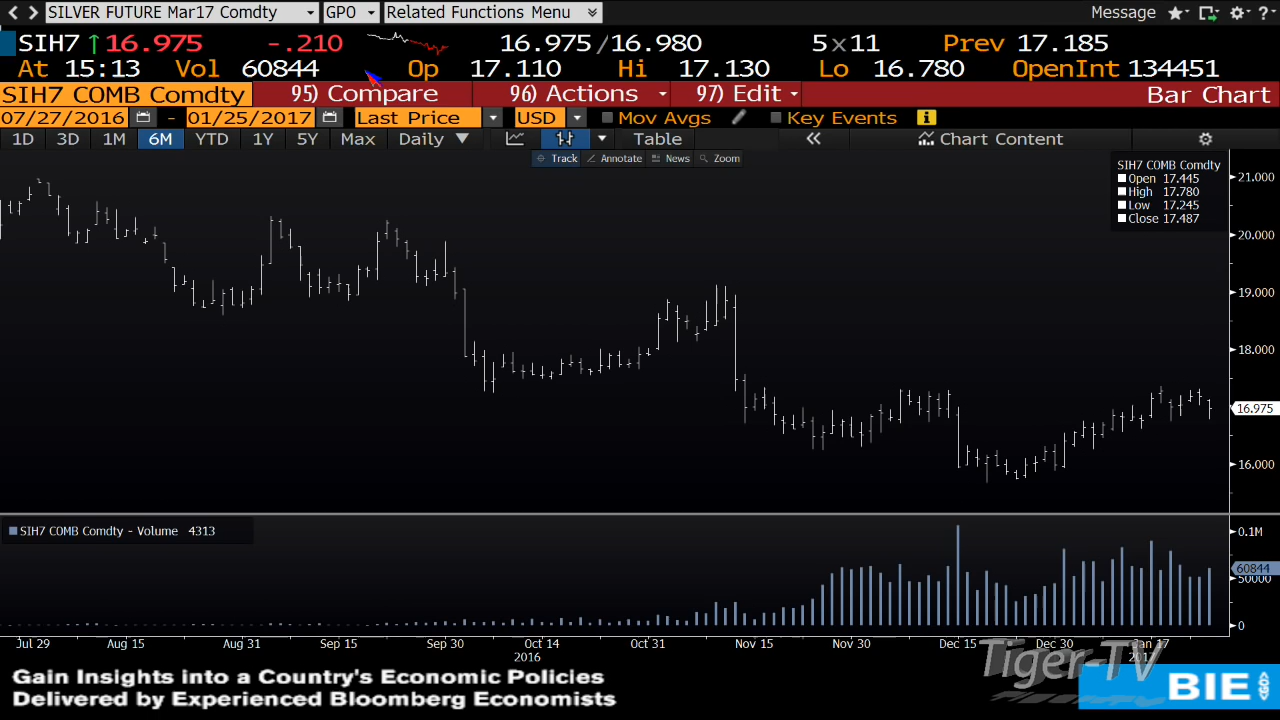 SILVER FUTURE Mar17 Comdty GPO Related Functions Menu Message
SIH7 ↑16.975 -.210 16.975/16.980 5x11 Prev 17.185
At 15:13 Vol 60844 Op 17.110 Hi 17.130 Lo 16.780 OpenInt 134451
SIH7 COMB Comdty 95) Compare 96) Actions 97) Edit Bar Chart
07/27/2016 - 01/25/2017 Last Price USD Mov Avgs Key Events i
1D 3D 1M 6M YTD 1Y 5Y Max Daily ▼ Table « Chart Content
Track Annotate News Zoom
SIH7 COMB Comdty
Open 17.445
High 17.780
Low 17.245
Close 17.487
21.000
20.000
19.000
18.000
16.975
16.000
SIH7 COMB Comdty - Volume 4313
0.1M
60844
50000
0
Jul 29 Aug 15 Aug 31 Sep 15 Sep 30 Oct 14 Oct 31 Nov 15 Nov 30 Dec 15 Dec 30 Jan 17
2016 2017
Tiger-TV
Gain Insights into a Country's Economic Policies
Delivered by Experienced Bloomberg Economists
BIE